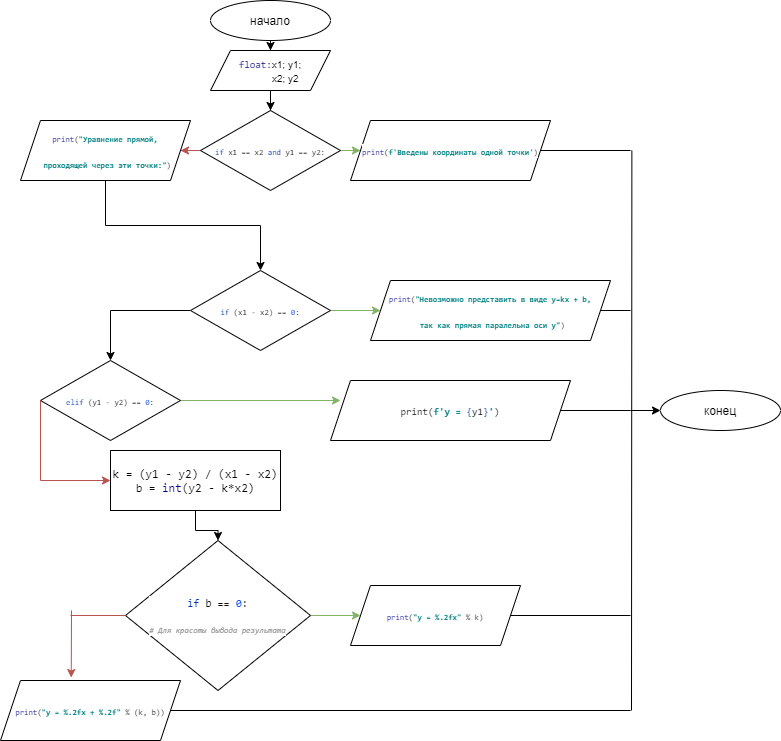 начало
float:x1; y1;
x2; y2
print("Уравнение прямой,
проходящей через эти точки:")
if x1 == x2 and y1 == y2:
print(f'Введены координаты одной точки')
if (x1 - x2) == 0:
print("Невозможно представить в виде y=kx + b,
так как прямая паралельна оси y")
elif (y1 - y2) == 0:
print(f'y = {y1}')
конец
k = (y1 - y2) / (x1 - x2)
b = int(y2 - k*x2)
if b == 0:
# Для красоты вывода результата
print("y = %.2fx" % k)
print("y = %.2fx + %.2f" % (k, b))